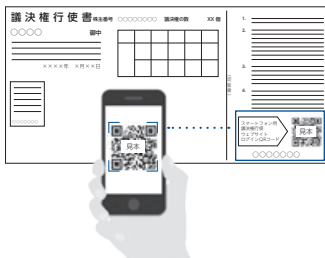 議決権行使書 株主番号 ○○○○○○○○ 議決権の数 XX 個
○○○○ 御中
××××年 ×月××日
○○○○○○○
1.
2.
3.
4.
見本
スマートフォン用
議決権行使
ウェブサイト
ログインQRコード
見本
○○○○○○○